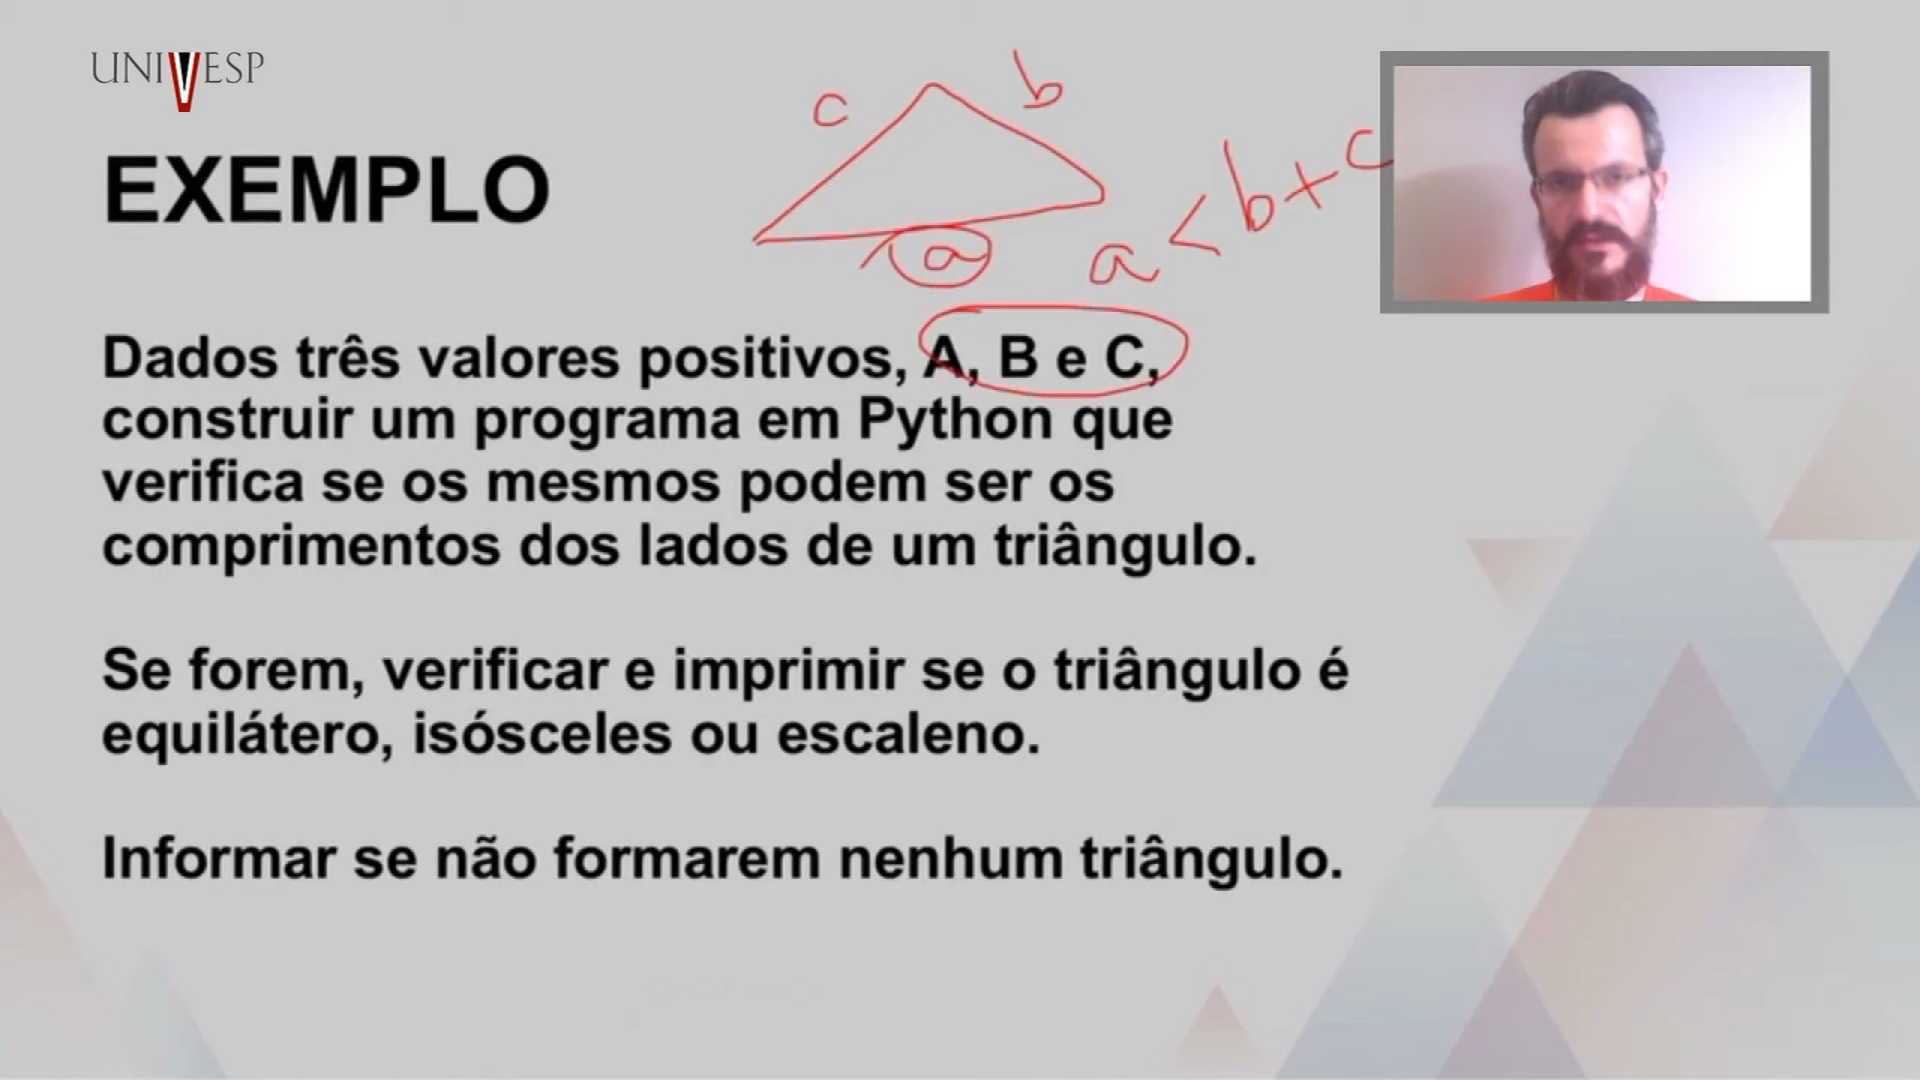 UNIVESP
c
b
EXEMPLO
a
a < b + c
Dados três valores positivos, A, B e C,
construir um programa em Python que
verifica se os mesmos podem ser os
comprimentos dos lados de um triângulo.
Se forem, verificar e imprimir se o triângulo é
equilátero, isósceles ou escaleno.
Informar se não formarem nenhum triângulo.